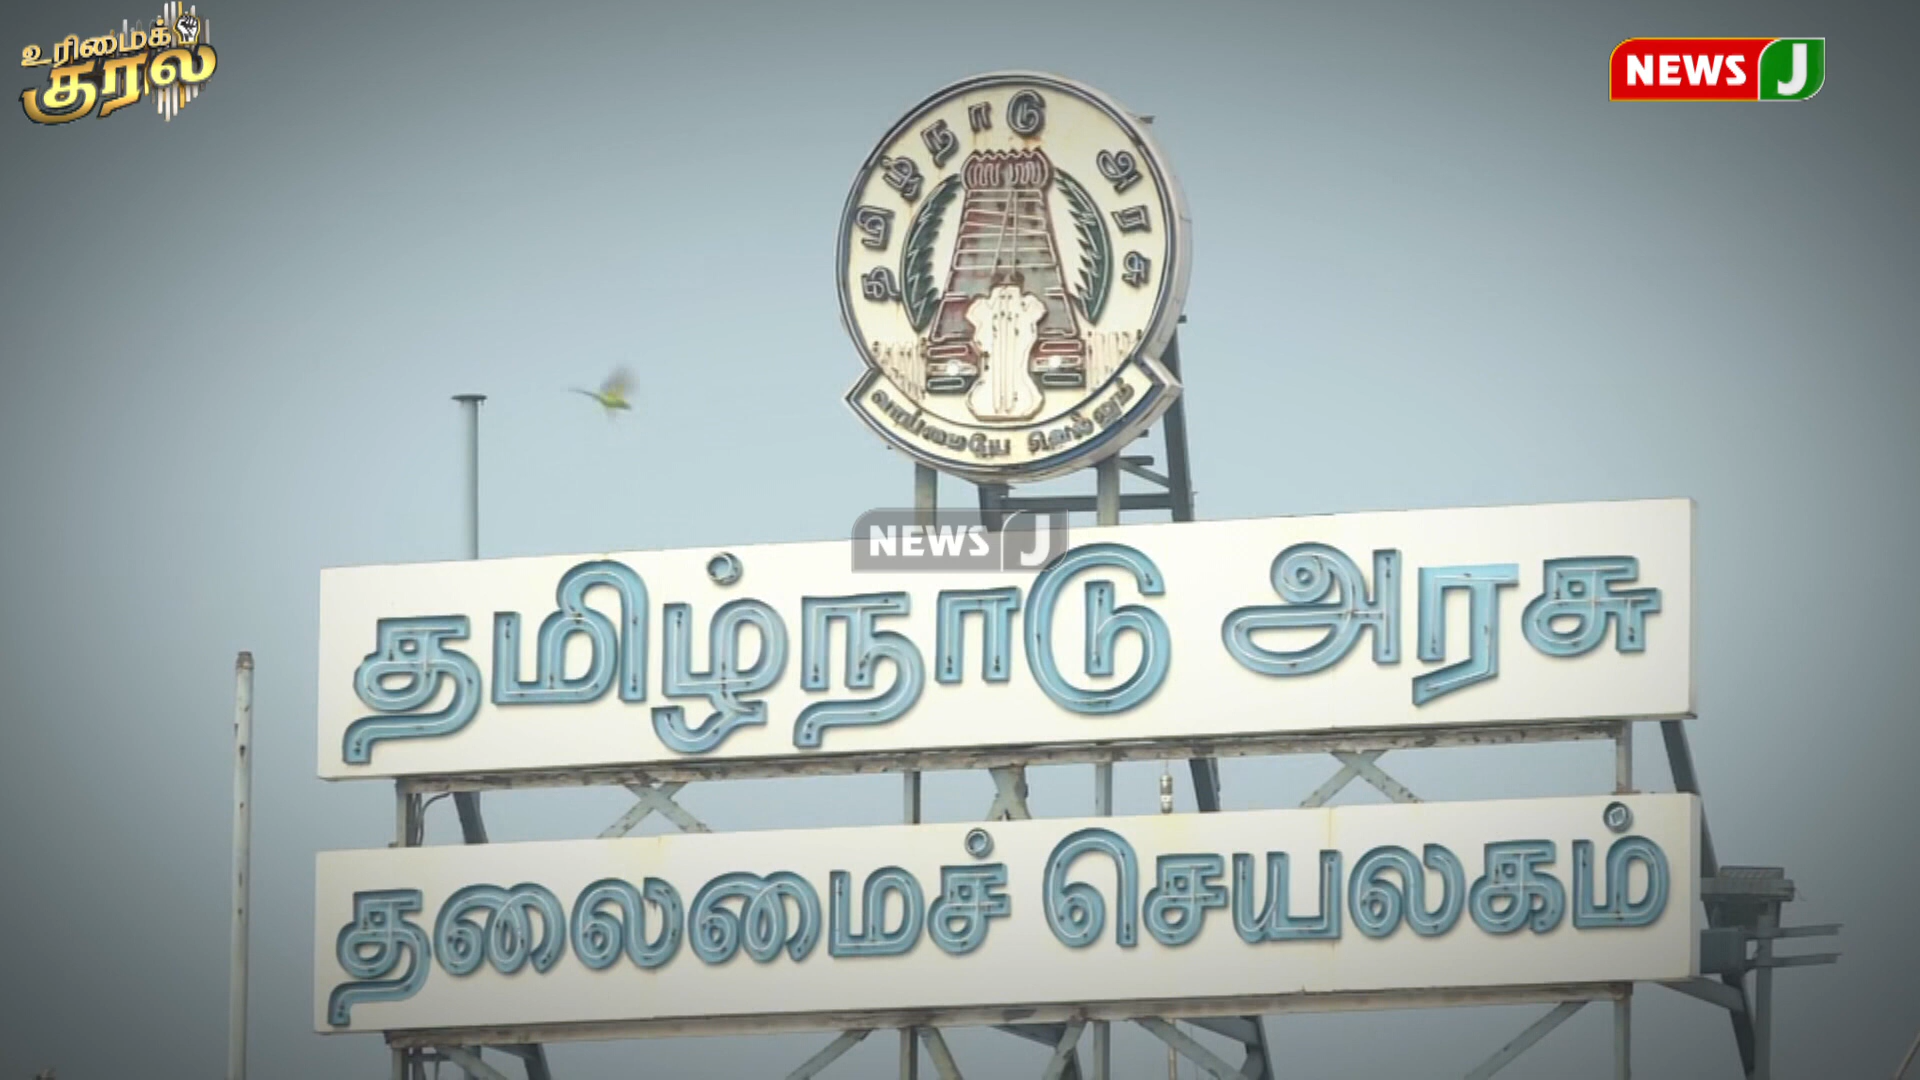 உரிமைக்
குரல்
NEWS J
தமிழ்நாடு அரசு
வாய்மையே வெல்லும்
NEWS J
தமிழ்நாடு அரசு
தலைமைச் செயலகம்